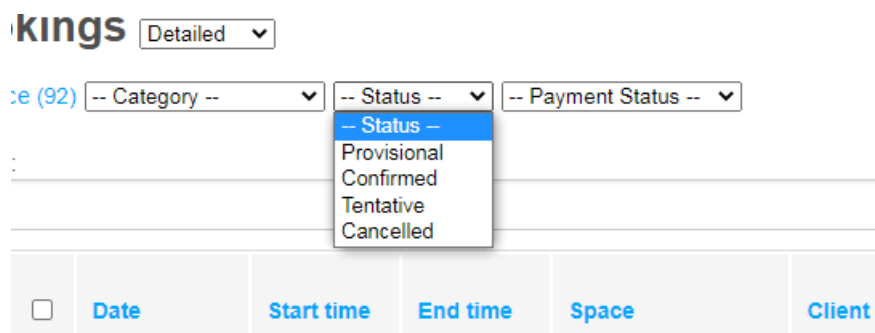 kings Detailed
ce (92) -- Category -- -- Status -- -- Payment Status --
-- Status --
Provisional
:
Confirmed
Tentative
Cancelled
Date Start time End time Space Client